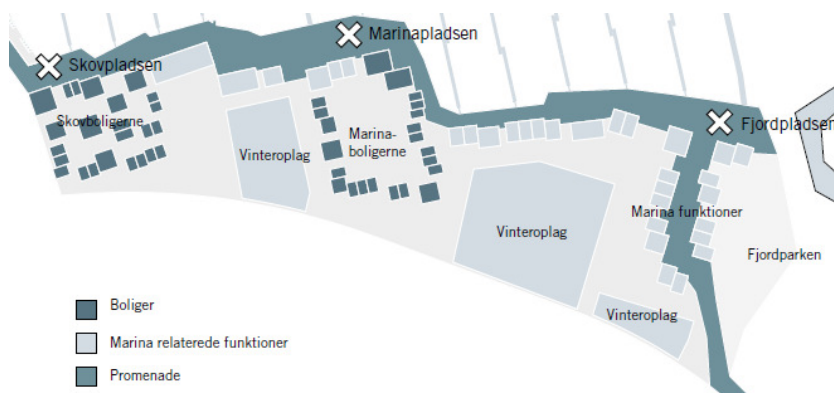 Skovpladsen
Marinapladsen
Fjordpladsen
Skovboligerne
Vinteroplag
Marina-
boligerne
Vinteroplag
Marina funktioner
Fjordparken
Vinteroplag
Boliger
Marina relaterede funktioner
Promenade